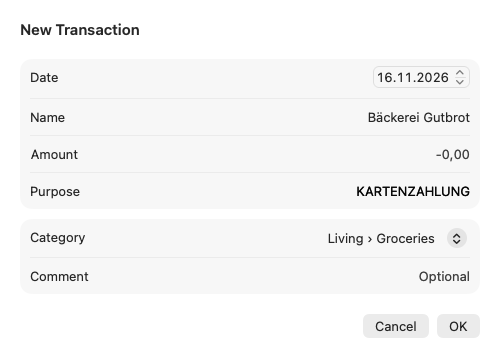 New Transaction
Date 16.11.2026
Name Bäckerei Gutbrot
Amount -0,00
Purpose KARTENZAHLUNG
Category Living › Groceries
Comment Optional
Cancel OK